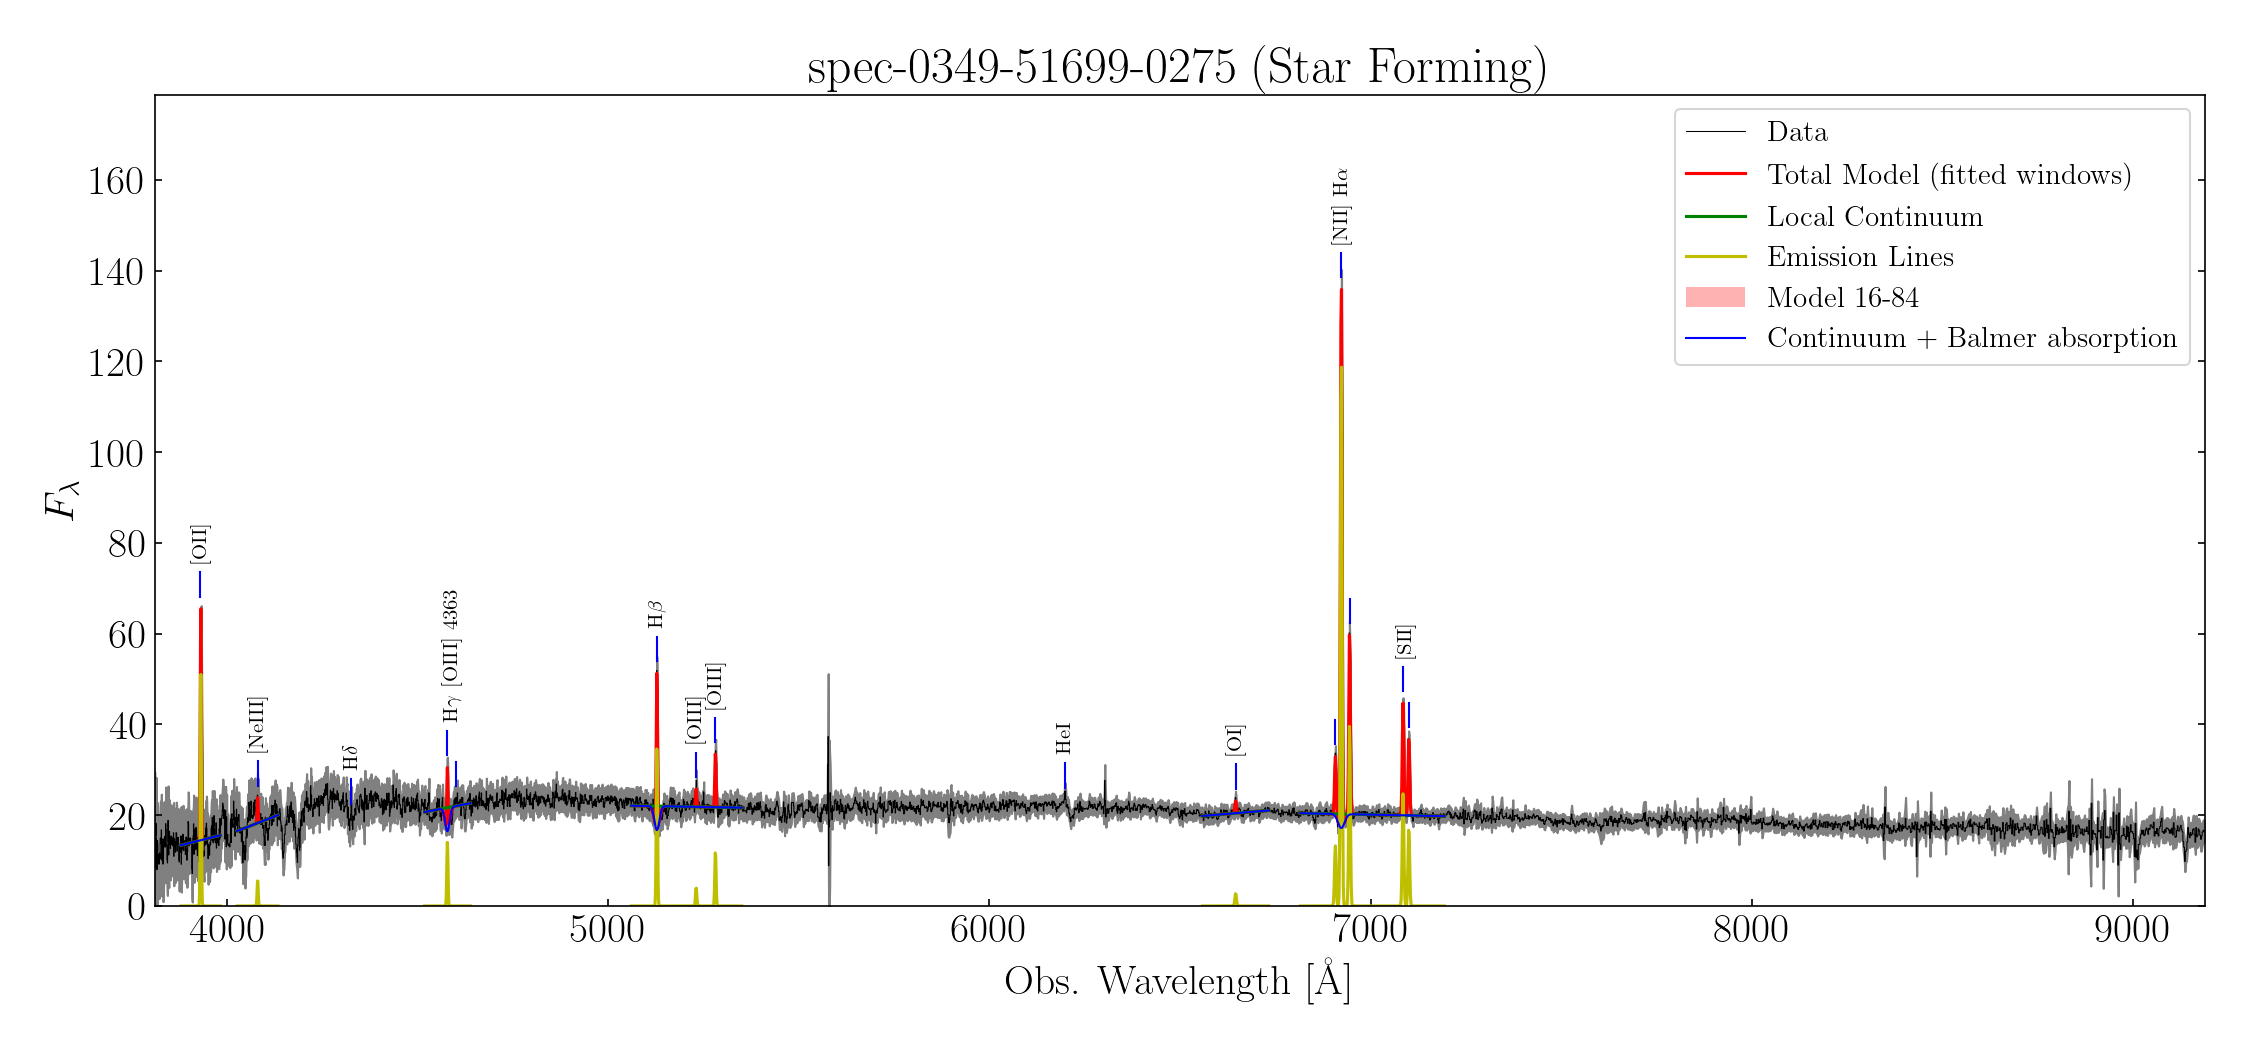 spec-0349-51699-0275 (Star Forming)
Data
Total Model (fitted windows)
Local Continuum
Emission Lines
Model 16-84
Continuum + Balmer absorption
[OII]
[NeIII]
Hδ
Hγ [OIII] 4363
Hβ
[OIII]
[OIII]
HeI
[OI]
[NII] Hα
[SII]
160
140
120
100
80
60
40
20
0
Fλ
4000 5000 6000 7000 8000 9000
Obs. Wavelength [Å]